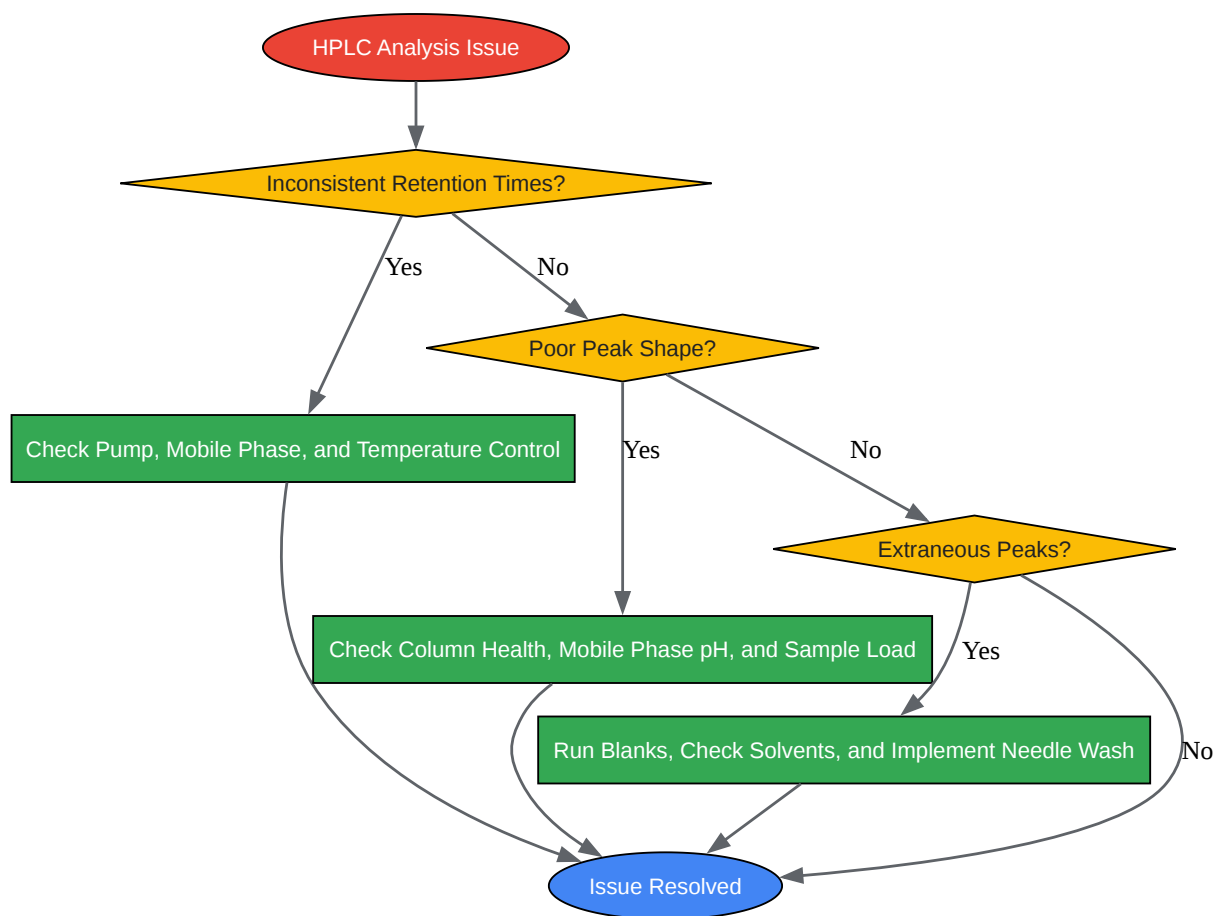 HPLC Analysis Issue
Inconsistent Retention Times?
Yes
No
Poor Peak Shape?
Check Pump, Mobile Phase, and Temperature Control
Yes
No
Extraneous Peaks?
Check Column Health, Mobile Phase pH, and Sample Load
Yes
Run Blanks, Check Solvents, and Implement Needle Wash
No
Issue Resolved